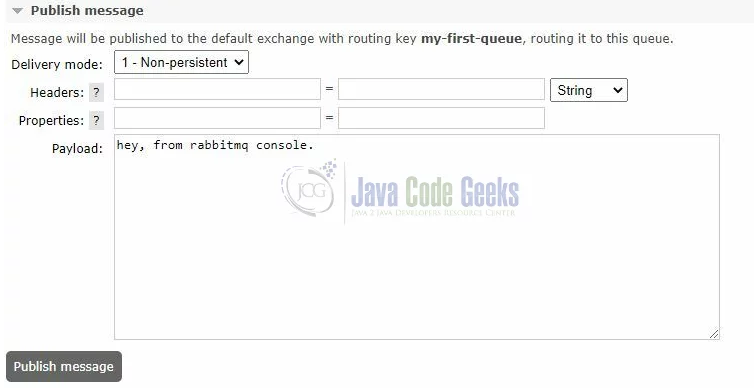 Publish message
Message will be published to the default exchange with routing key my-first-queue, routing it to this queue.
Delivery mode: 1 - Non-persistent
Headers: ? = String
Properties: ? =
Payload: hey, from rabbitmq console.
JCG Java Code Geeks
JAVA 2 JAVA DEVELOPERS RESOURCE CENTER
Publish message